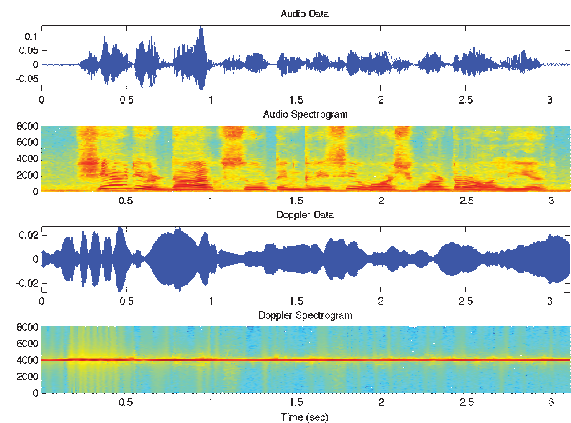 Audio Data
0.1
0.05
0
-0.05
0 0.5 1 1.5 2 2.5 3
Audio Spectrogram
8000
6000
4000
2000
0
0.5 1 1.5 2 2.5 3
Doppler Data
0.02
0
-0.02
0 0.5 1 1.5 2 2.5 3
Doppler Spectrogram
8000
6000
4000
2000
0
0.5 1 1.5 2 2.5 3
Time (sec)